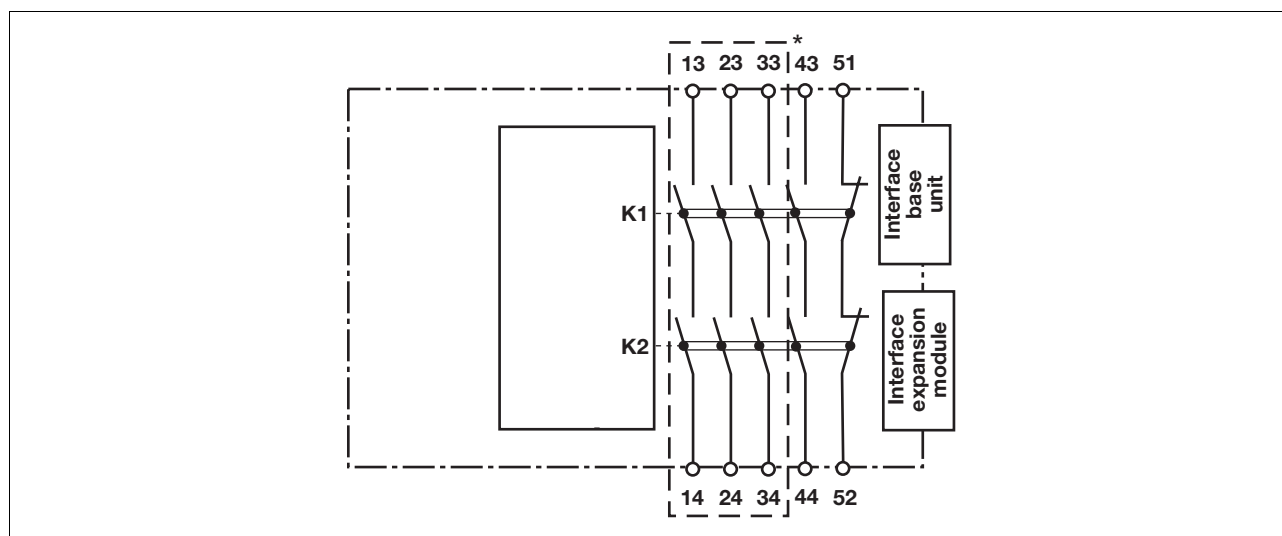 *
13 23 33 43 51
Interface
base
unit
K1
K2
Interface
expansion
module
14 24 34 44 52